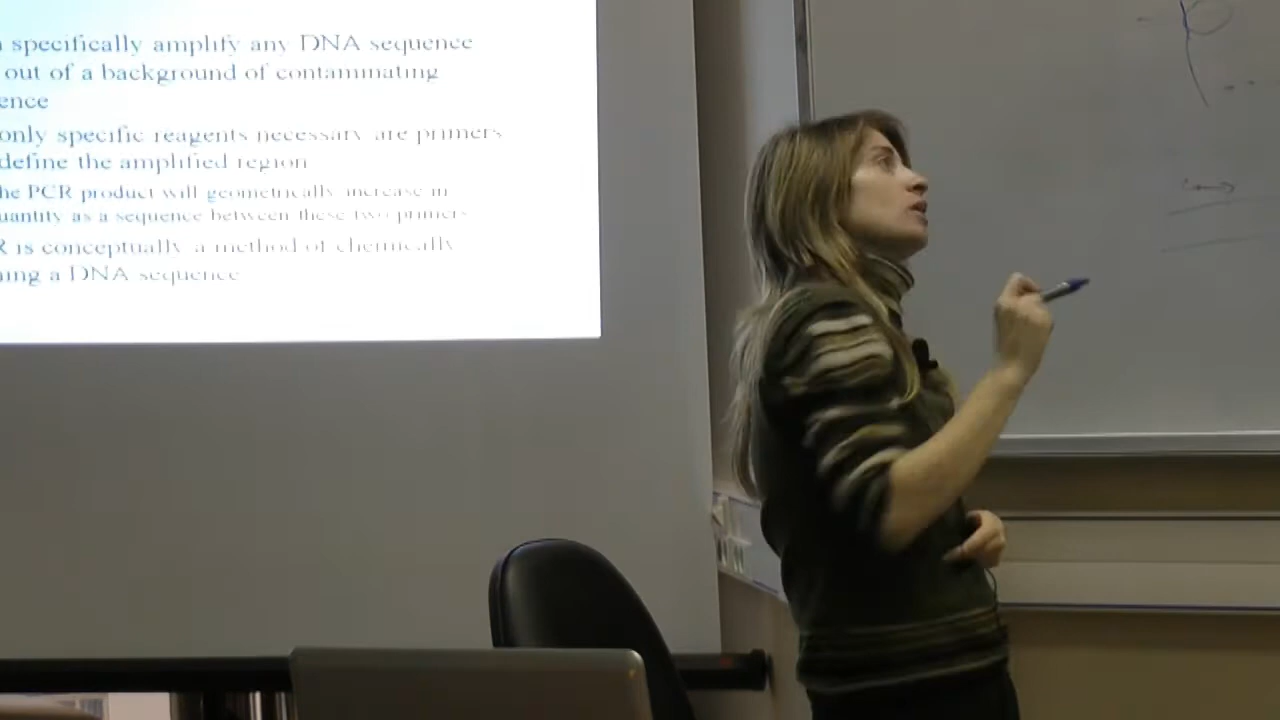 specifically amplify any DNA sequence
out of a background of contaminating
ence
only specific reagents necessary are primers
define the amplified region
he PCR product will geometrically increase in
uantity as a sequence between these two primers
R is conceptually a method of chemically
ning a DNA sequence